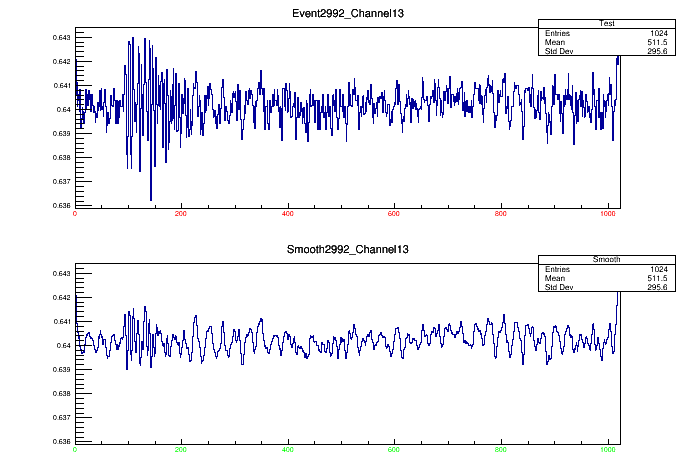 Event2992_Channel13
Test
Entries 1024
Mean 511.5
Std Dev 295.6
0.643
0.642
0.641
0.64
0.639
0.638
0.637
0.636
0 200 400 600 800 1000
Smooth2992_Channel13
Smooth
Entries 1024
Mean 511.5
Std Dev 295.6
0.643
0.642
0.641
0.64
0.639
0.638
0.637
0.636
0 200 400 600 800 1000